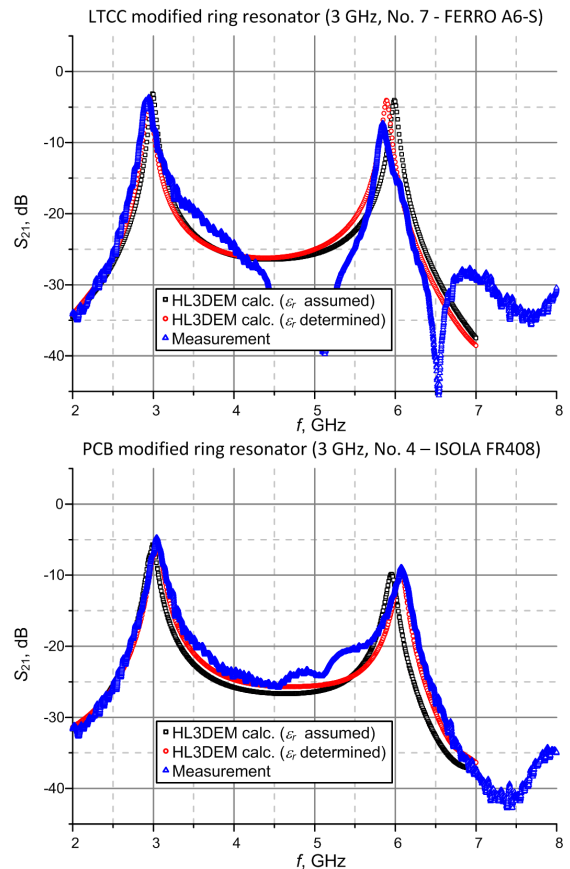 LTCC modified ring resonator (3 GHz, No. 7 - FERRO A6-S)
0
-10
-20
-30
-40
S21, dB
HL3DEM calc. (εr assumed)
HL3DEM calc. (εr determined)
Measurement
2 3 4 5 6 7 8
f, GHz
PCB modified ring resonator (3 GHz, No. 4 – ISOLA FR408)
0
-10
-20
-30
-40
S21, dB
HL3DEM calc. (εr assumed)
HL3DEM calc. (εr determined)
Measurement
2 3 4 5 6 7 8
f, GHz